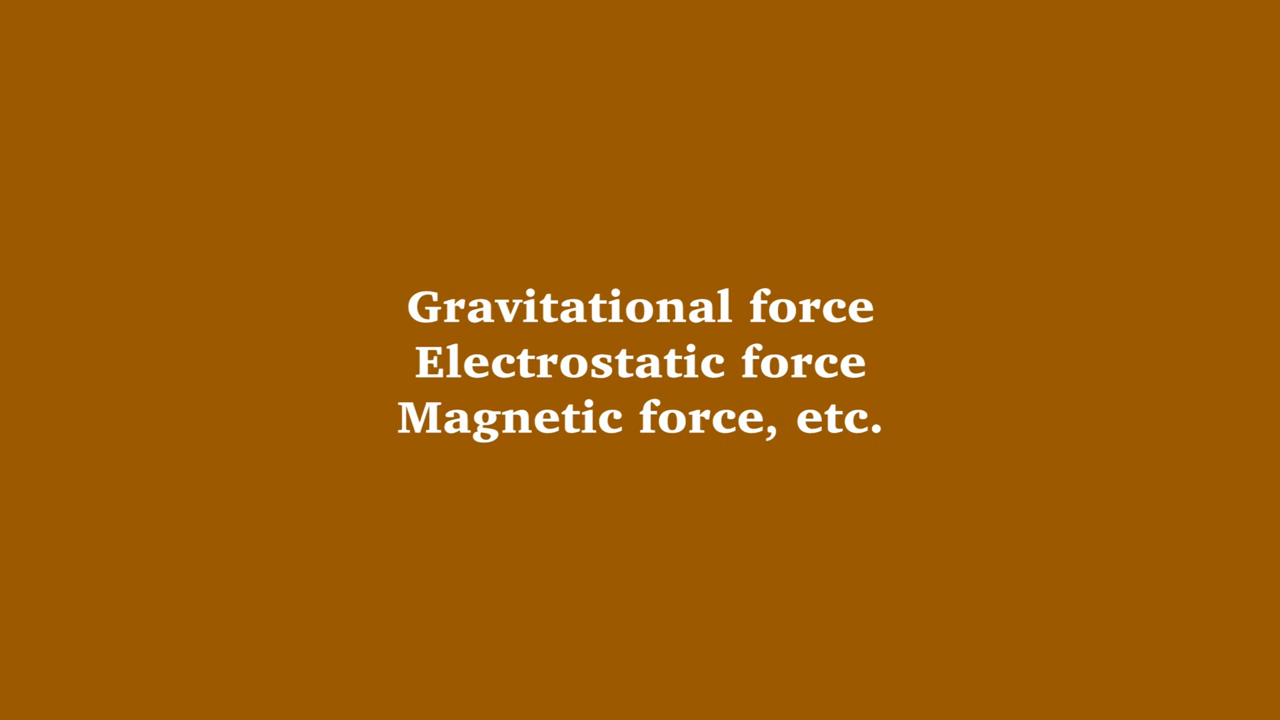 Gravitational force
Electrostatic force
Magnetic force, etc.